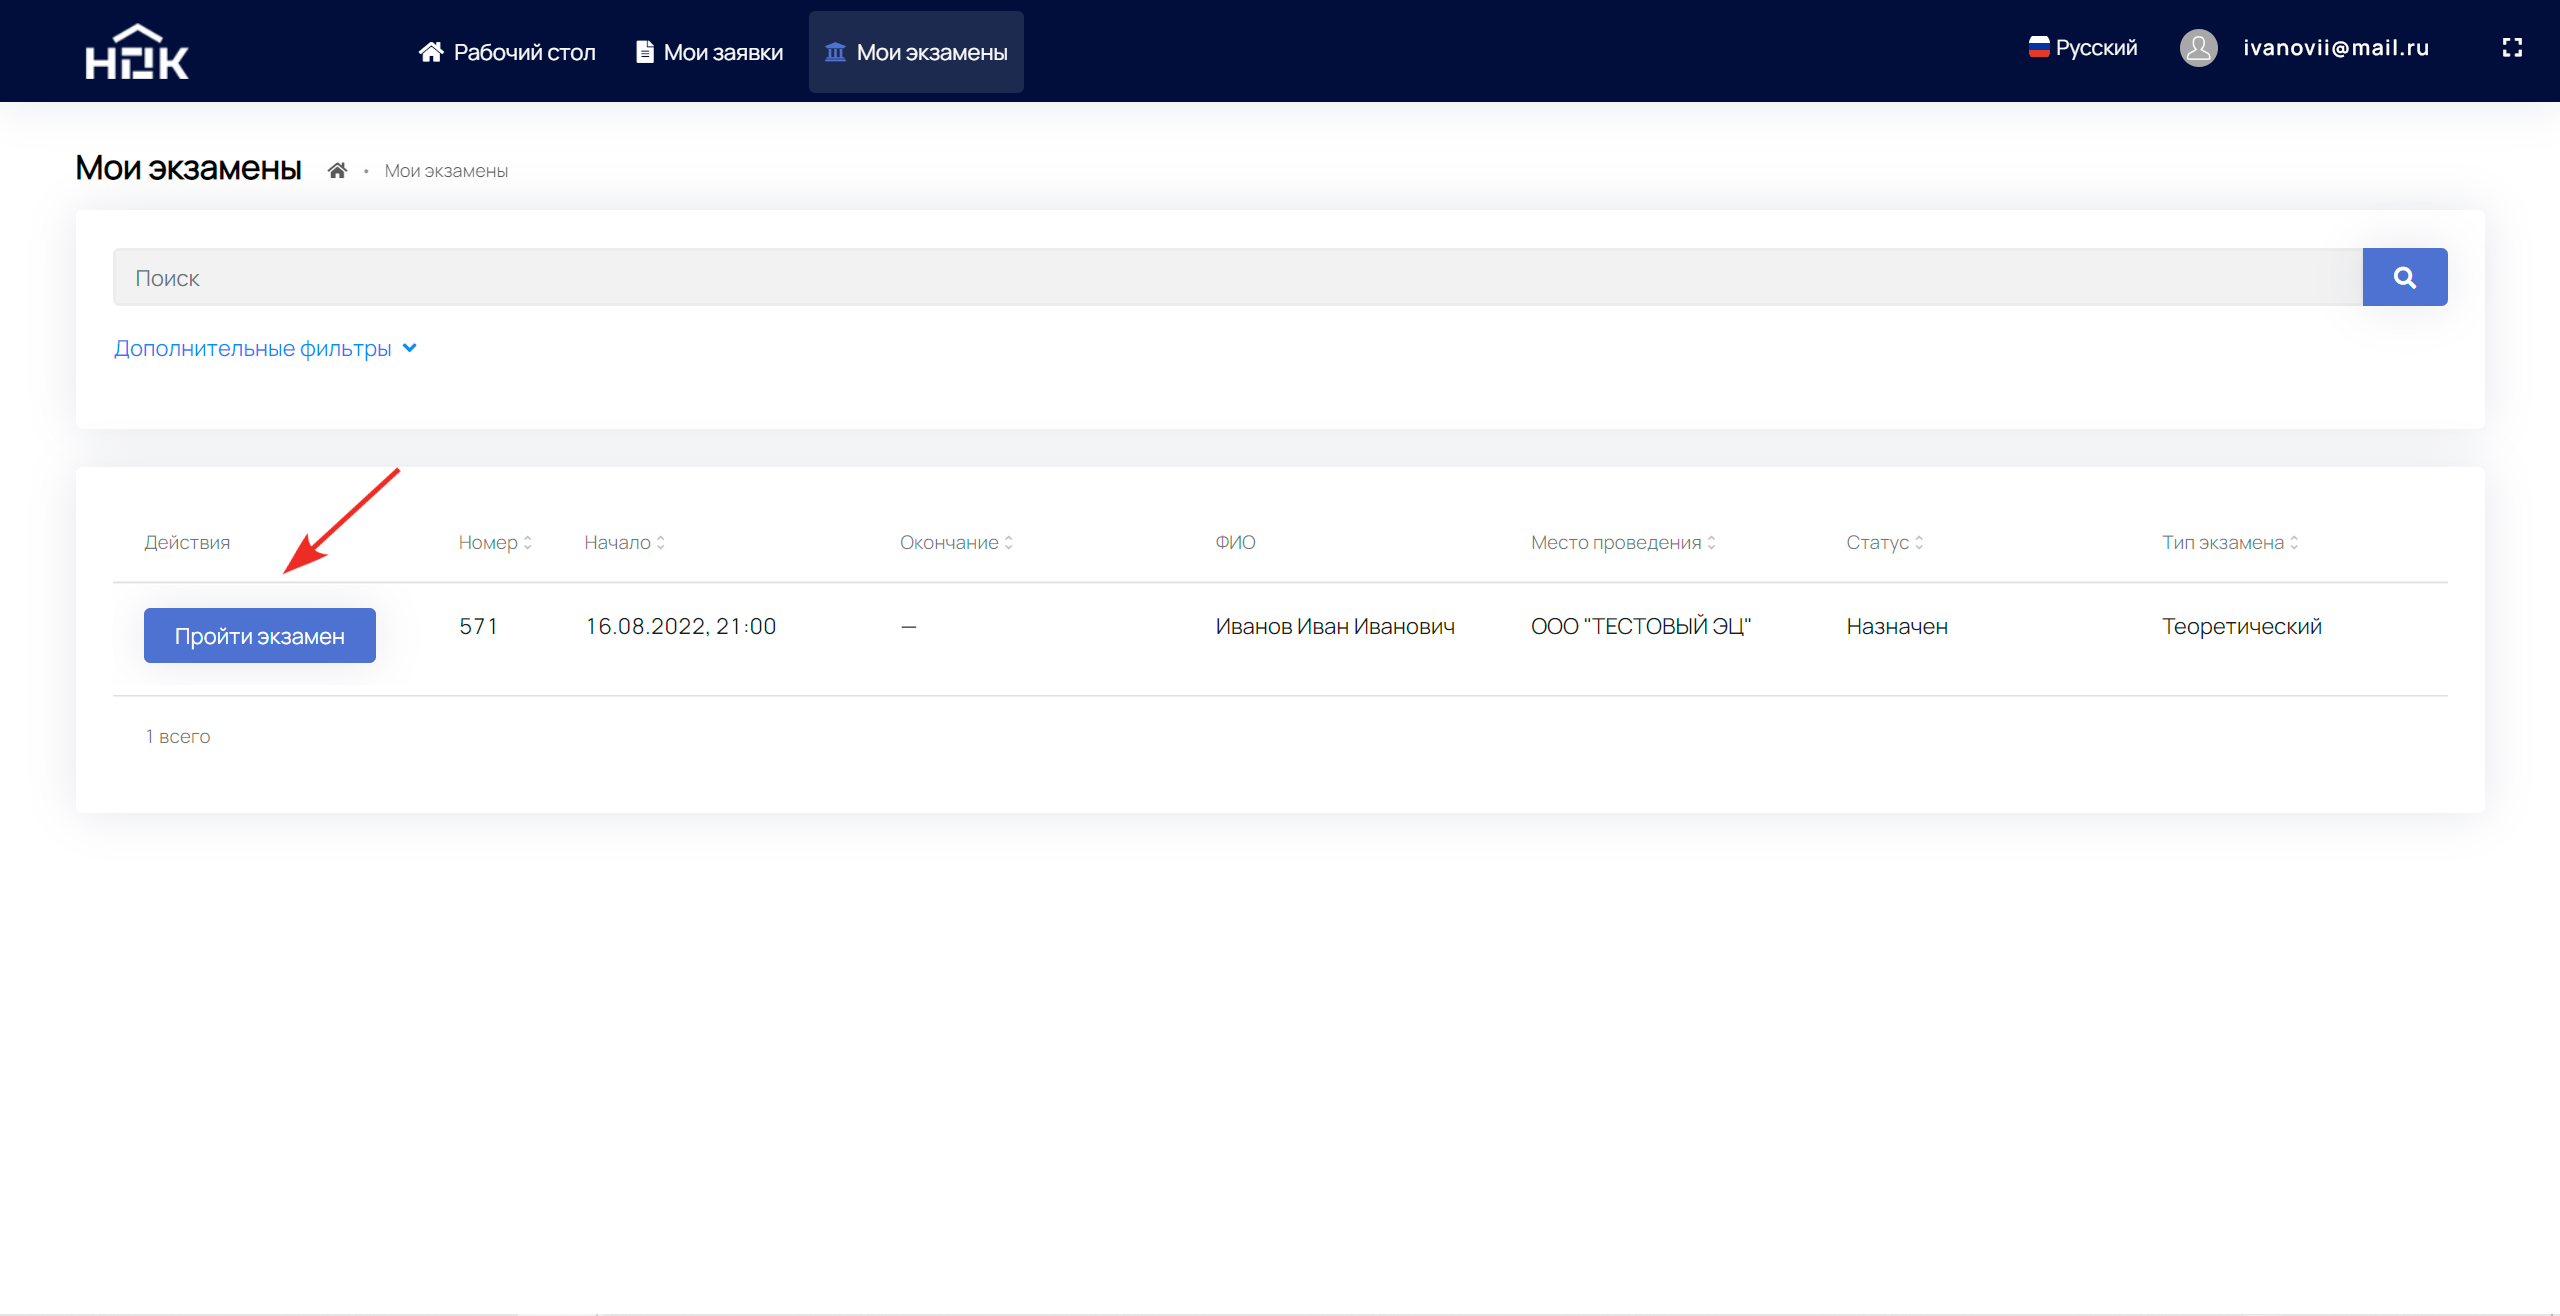 НОК Рабочий стол Мои заявки Мои экзамены Русский ivanovii@mail.ru
Мои экзамены • Мои экзамены
Поиск
Дополнительные фильтры
Действия Номер Начало Окончание ФИО Место проведения Статус Тип экзамена
Пройти экзамен 571 16.08.2022, 21:00 — Иванов Иван Иванович ООО "ТЕСТОВЫЙ ЭЦ" Назначен Теоретический
1 всего